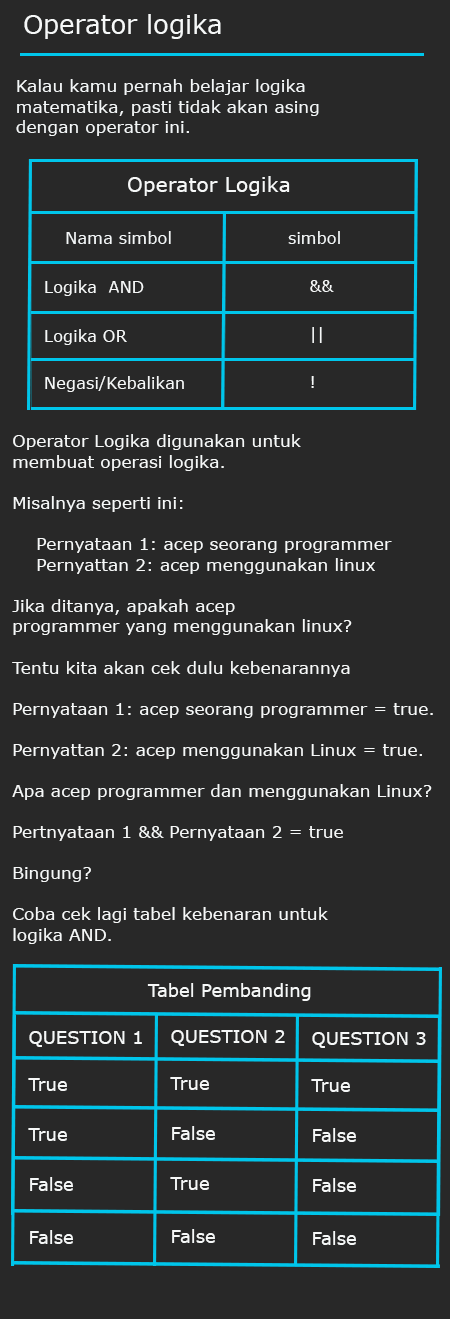 Operator logika
Kalau kamu pernah belajar logika
matematika, pasti tidak akan asing
dengan operator ini.
Operator Logika
Nama simbol simbol
Logika AND &&
Logika OR ||
Negasi/Kebalikan !
Operator Logika digunakan untuk
membuat operasi logika.
Misalnya seperti ini:
Pernyataan 1: acep seorang programmer
Pernyattan 2: acep menggunakan linux
Jika ditanya, apakah acep
programmer yang menggunakan linux?
Tentu kita akan cek dulu kebenarannya
Pernyataan 1: acep seorang programmer = true.
Pernyattan 2: acep menggunakan Linux = true.
Apa acep programmer dan menggunakan Linux?
Pertnyataan 1 && Pernyataan 2 = true
Bingung?
Coba cek lagi tabel kebenaran untuk
logika AND.
Tabel Pembanding
QUESTION 1 QUESTION 2 QUESTION 3
True True True
True False False
False True False
False False False